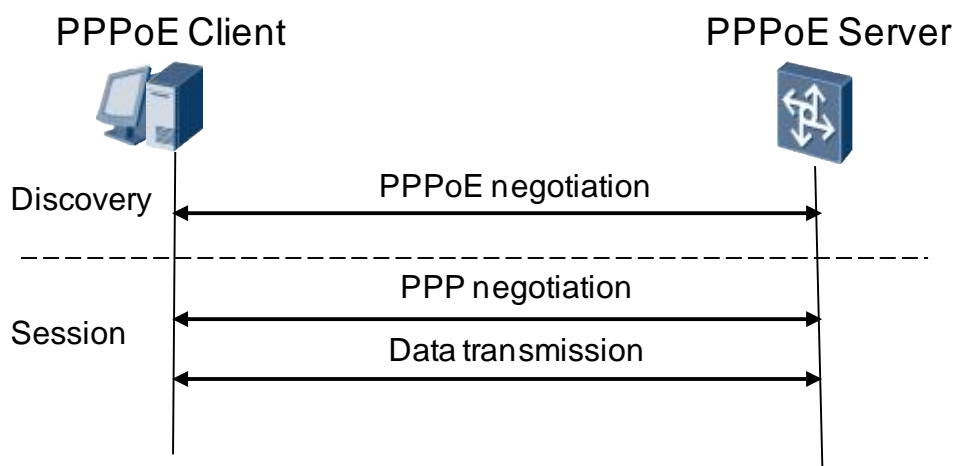 PPPoE Client
PPPoE Server
Discovery
PPPoE negotiation
PPP negotiation
Session
Data transmission